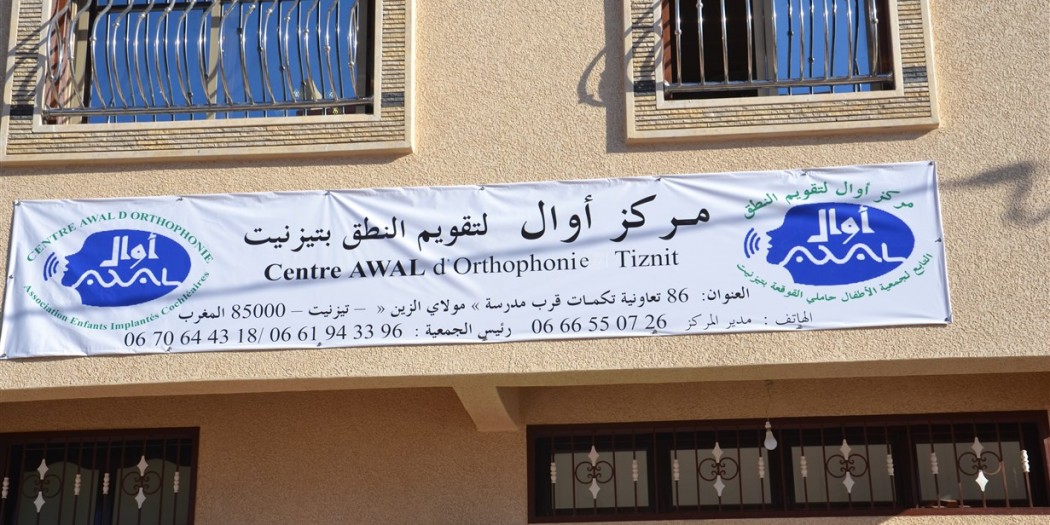 مركز أوال لتقويم النطق بتيزنيت
Centre AWAL d'Orthophonie Tiznit
العنوان: 86 تعاونية تكمات قرب مدرسة » مولاي الزين « – تيزنيت – 85000 المغرب
الهاتف : مدير المركز 06 66 55 07 26 رئيس الجمعية : 06 61 94 33 96 / 06 70 64 43 18
CENTRE AWAL D ORTHOPHONIE
أوال
Association Enfants Implantés Cochléaires
مركز أوال لتقويم النطق
أوال
التابع لجمعية الأطفال حاملي القوقعة بتيزنيت